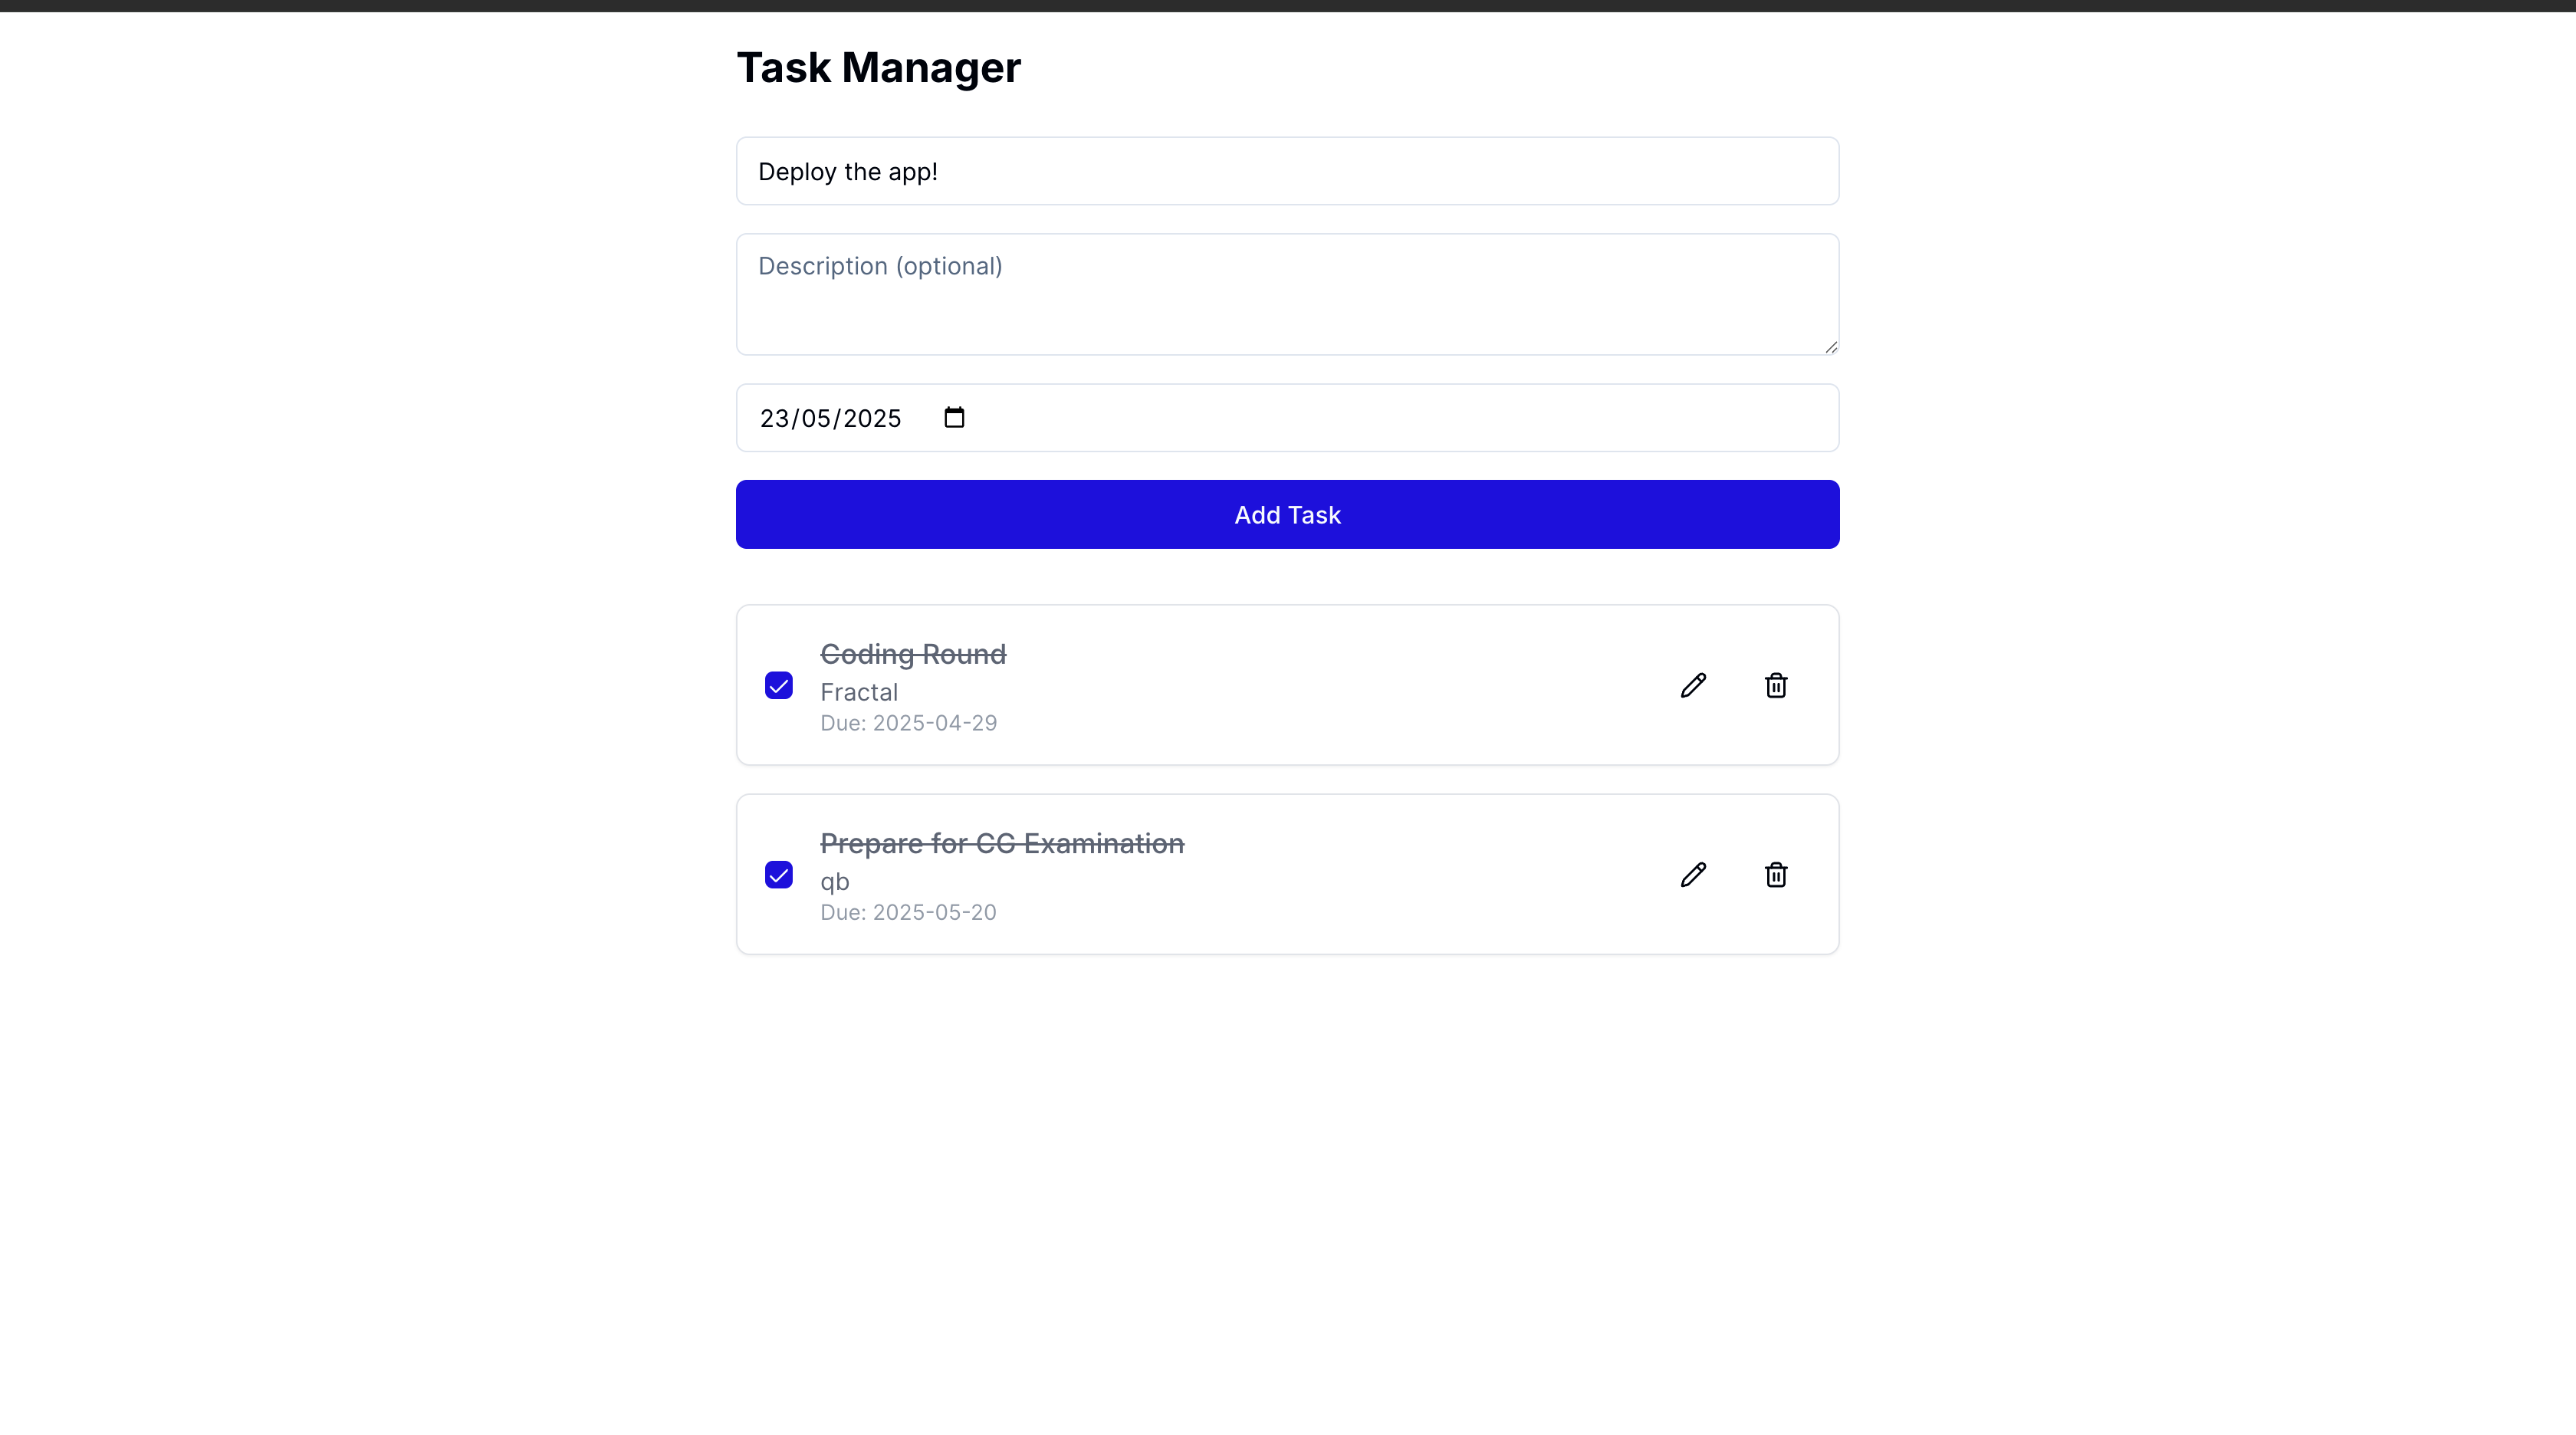 Task Manager
Deploy the app!
Description (optional)
23/05/2025
Add Task
Coding Round
Fractal
Due: 2025-04-29
Prepare for CG Examination
qb
Due: 2025-05-20